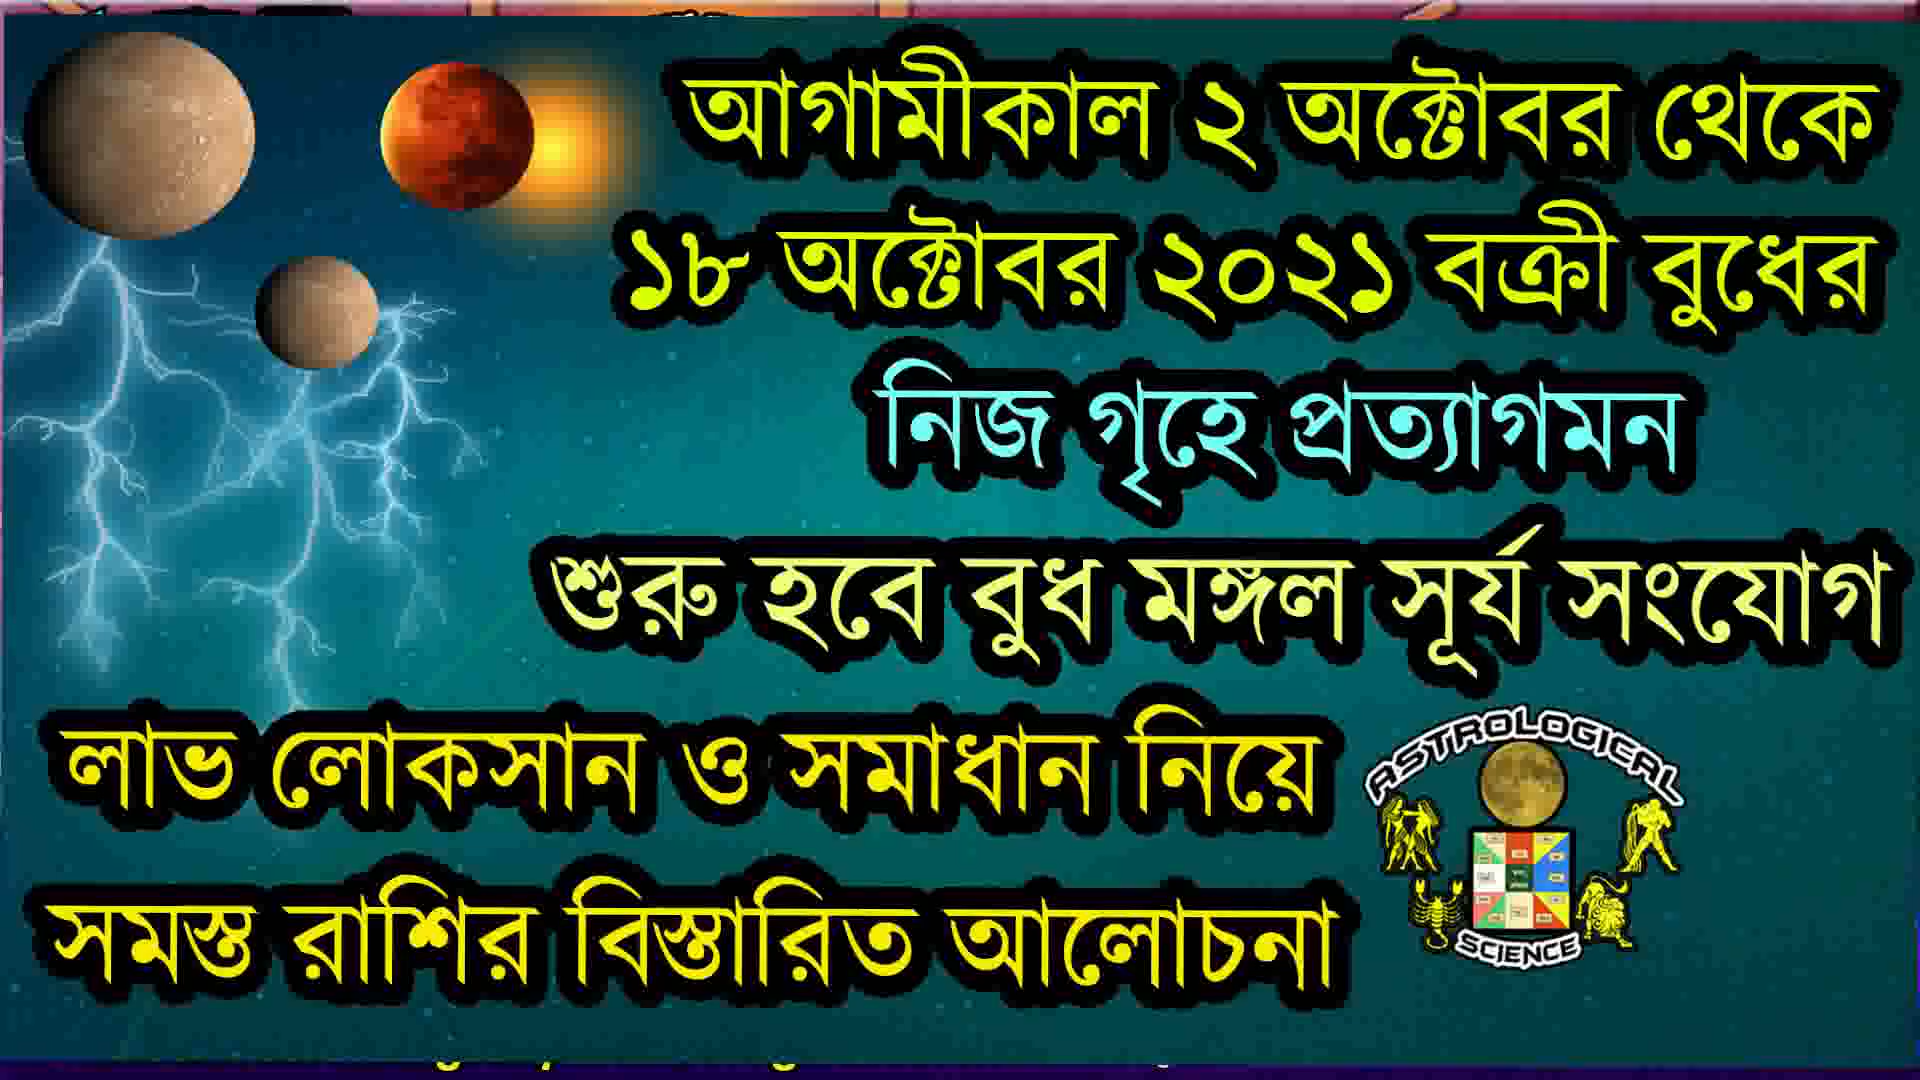 আগামীকাল ২ অক্টোবর থেকে
১৮ অক্টোবর ২০২১ বক্রী বুধের
নিজ গৃহে প্রত্যাগমন
শুরু হবে বুধ মঙ্গল সূর্য সংযোগ
লাভ লোকসান ও সমাধান নিয়ে
সমস্ত রাশির বিস্তারিত আলোচনা
ASTROLOGICAL
SCIENCE